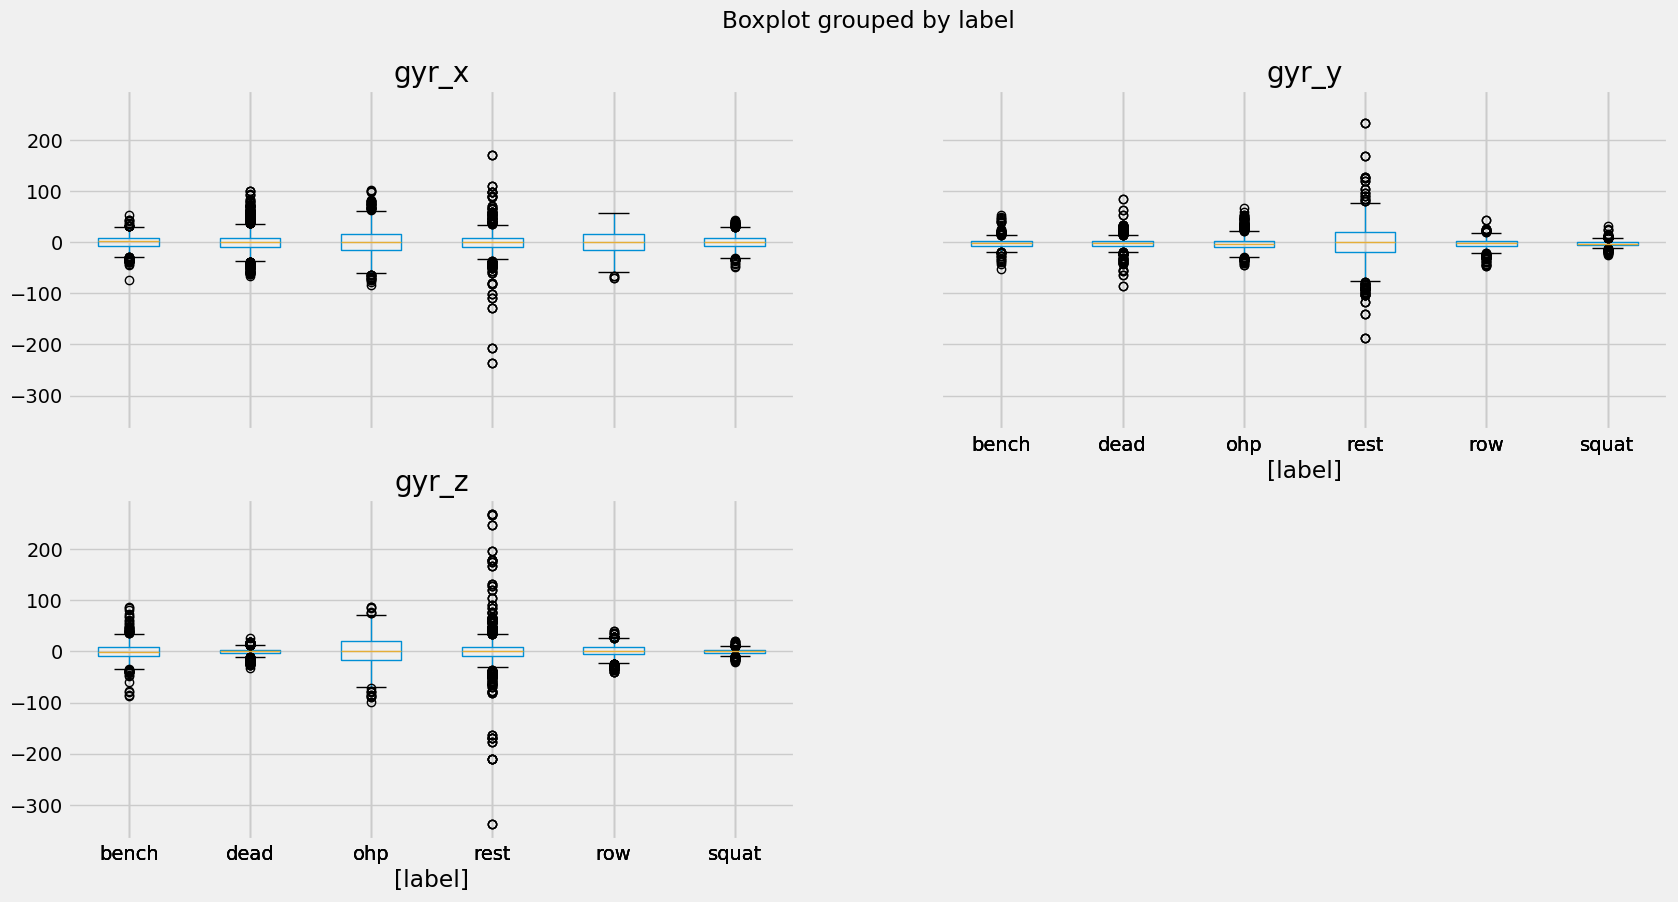 Boxplot grouped by label
gyr_x
200
100
0
−100
−200
−300
gyr_y
bench dead ohp rest row squat
[label]
gyr_z
200
100
0
−100
−200
−300
bench dead ohp rest row squat
[label]